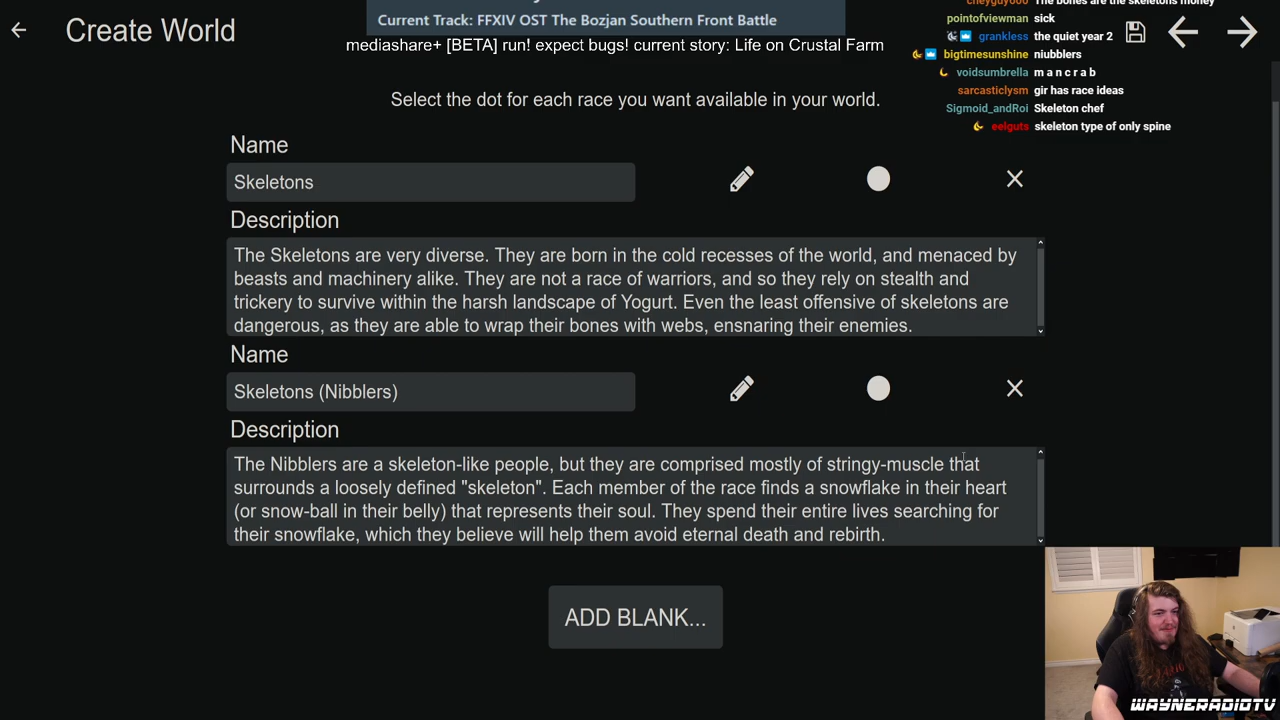 Create World
Current Track: FFXIV OST The Bozjan Southern Front Battle
mediashare+ [BETA] run! expect bugs! current story: Life on Crustal Farm
cheyguy600 The bones are the skeletons money
pointofviewman sick
grankless the quiet year 2
bigtimesunshine niubblers
voidsumbrella m a n c r a b
sarcasticlysm gir has race ideas
Sigmoid_andRoi Skeleton chef
eelguts skeleton type of only spine
Select the dot for each race you want available in your world.
Name
Skeletons
Description
The Skeletons are very diverse. They are born in the cold recesses of the world, and menaced by
beasts and machinery alike. They are not a race of warriors, and so they rely on stealth and
trickery to survive within the harsh landscape of Yogurt. Even the least offensive of skeletons are
dangerous, as they are able to wrap their bones with webs, ensnaring their enemies.
Name
Skeletons (Nibblers)
Description
The Nibblers are a skeleton-like people, but they are comprised mostly of stringy-muscle that
surrounds a loosely defined "skeleton". Each member of the race finds a snowflake in their heart
(or snow-ball in their belly) that represents their soul. They spend their entire lives searching for
their snowflake, which they believe will help them avoid eternal death and rebirth.
ADD BLANK...
WAYNERADIOTV